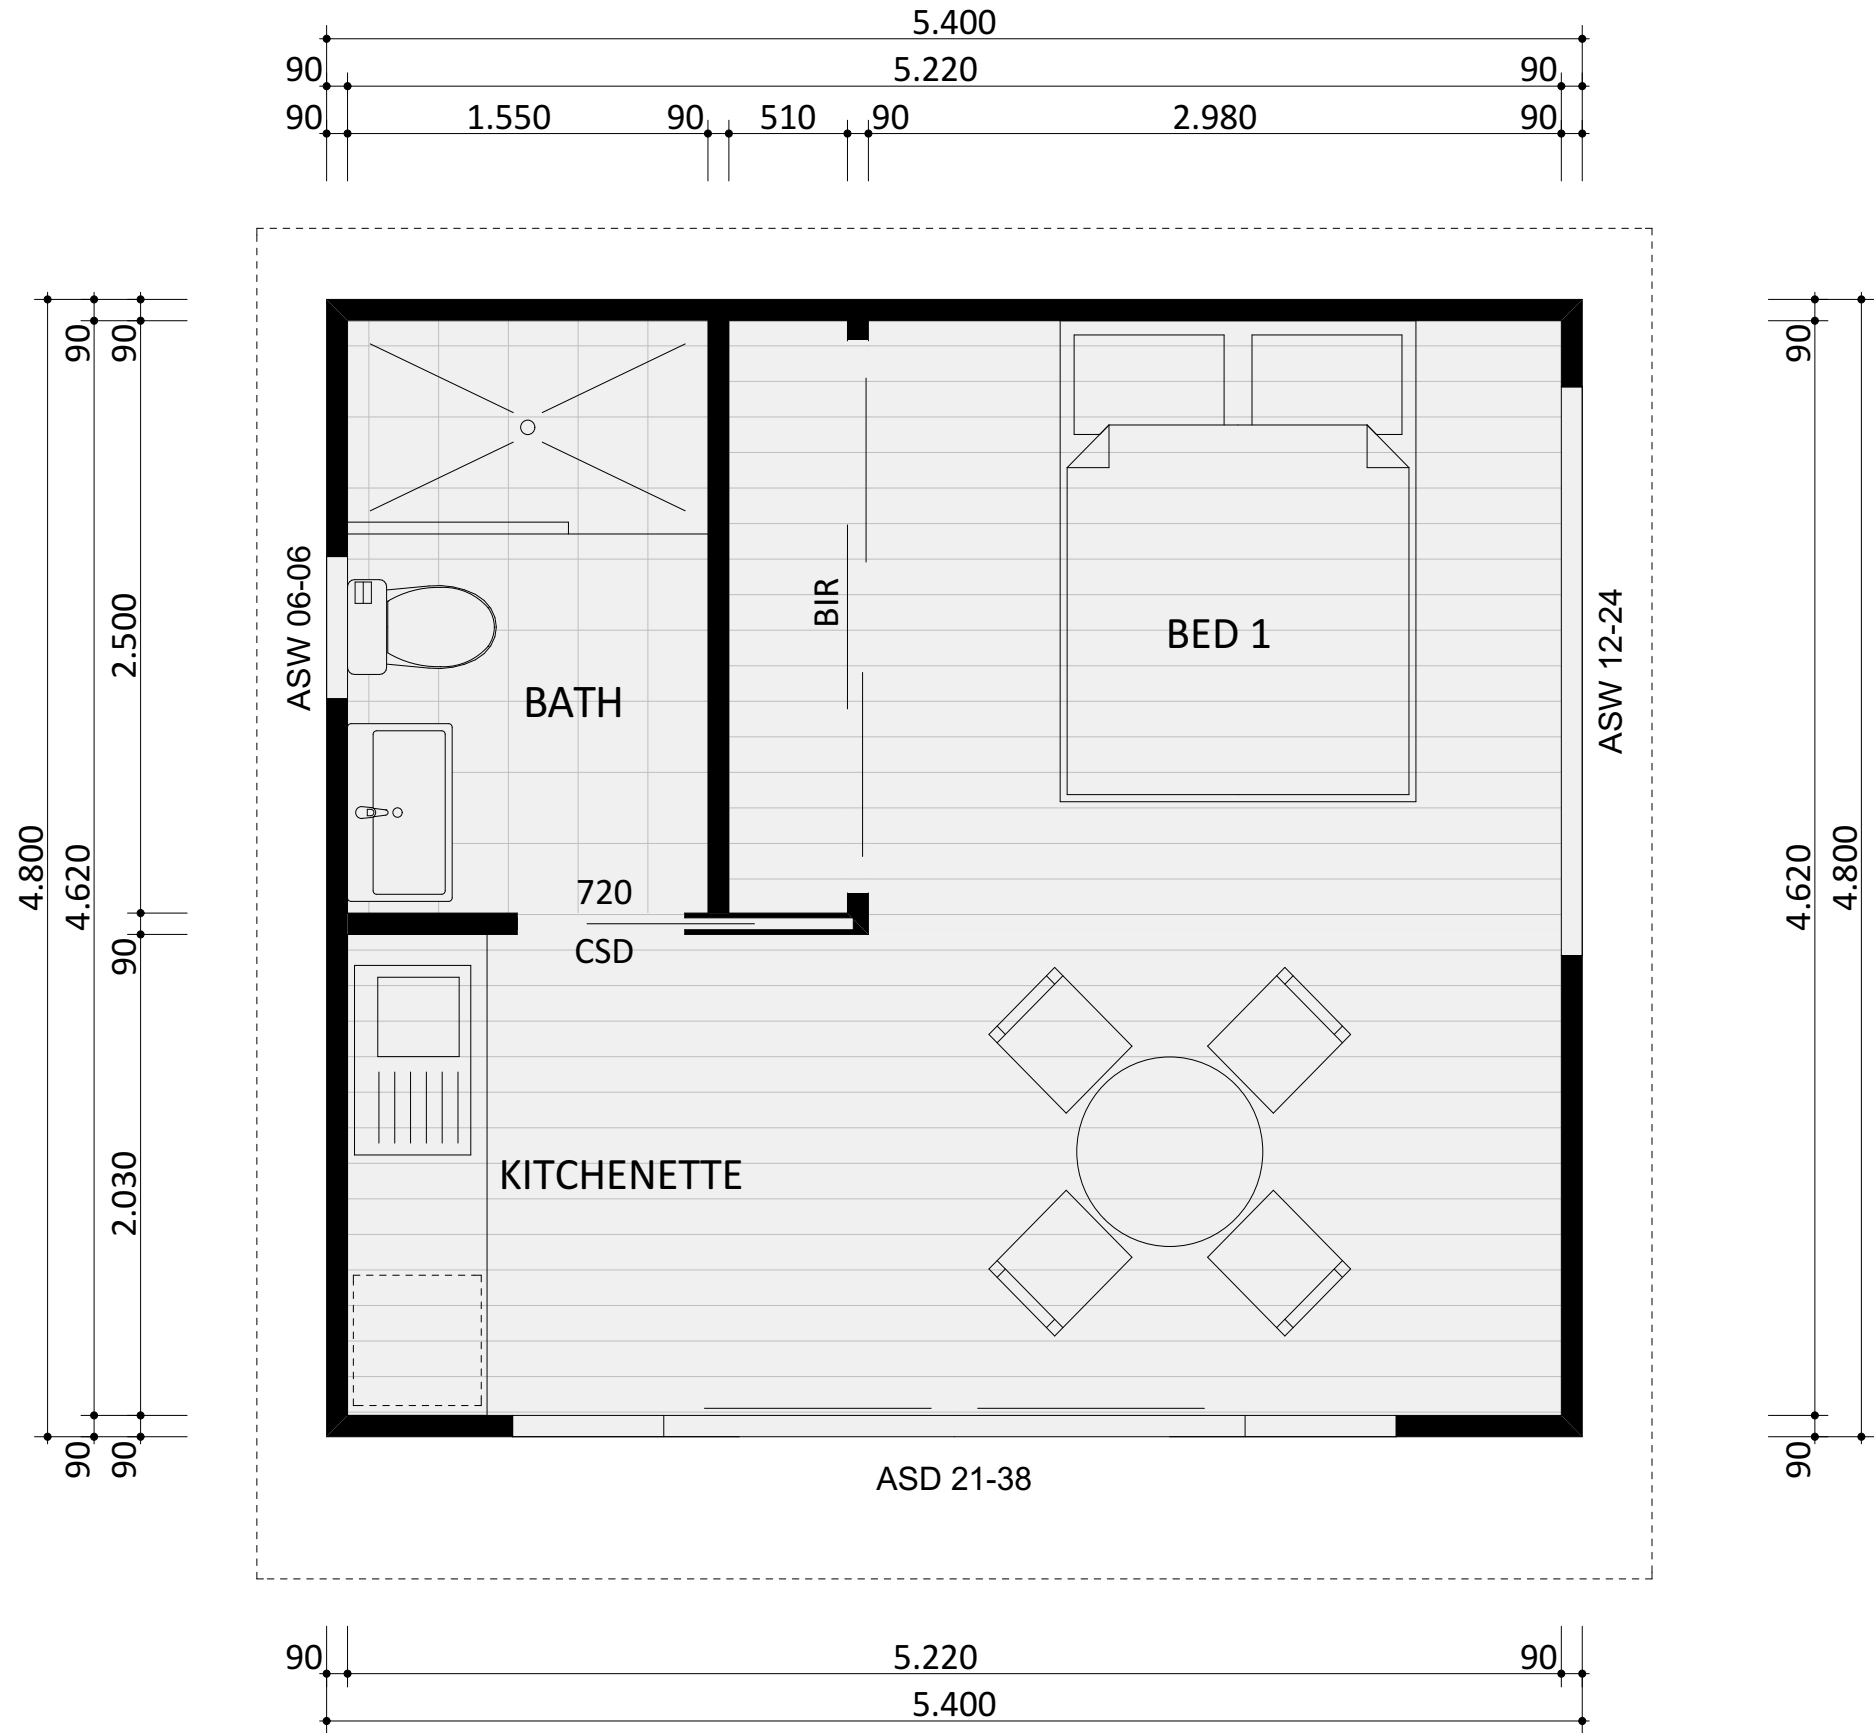 5.400
90 5.220 90
90 1.550 90 510 90 2.980 90
90 90 90
ASW 06-06
2.500
BIR
BED 1
ASW 12-24
BATH
4.800 4.620 4.620 4.800
720
90
CSD
2.030
KITCHENETTE
90 90 90
ASD 21-38
90 5.220 90
5.400